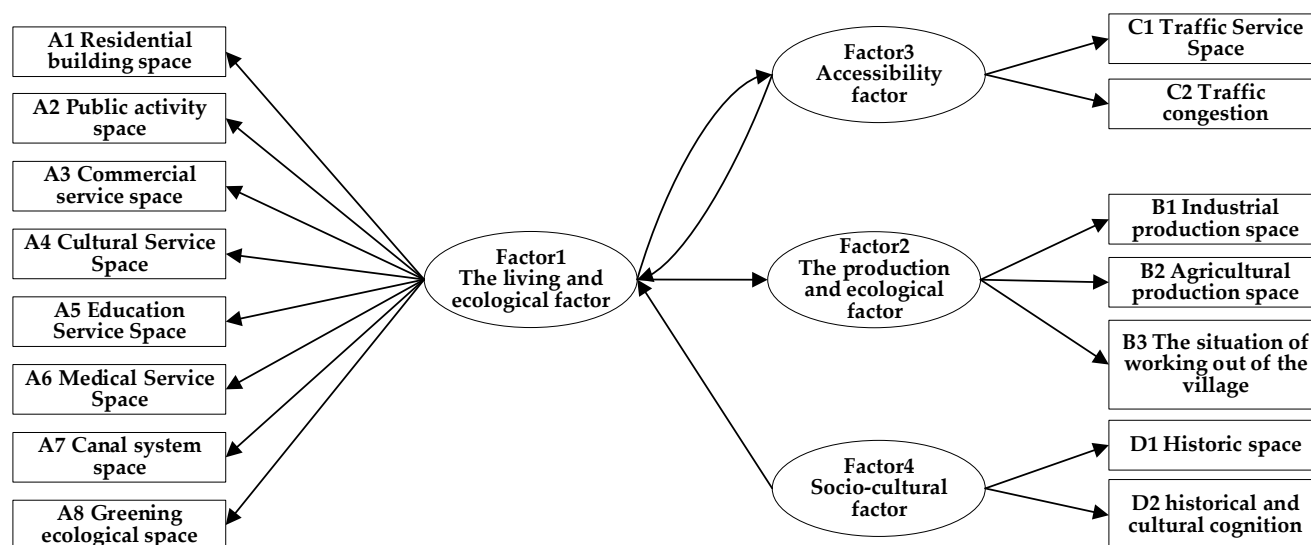 A1 Residential
building space
A2 Public activity
space
A3 Commercial
service space
A4 Cultural Service
Space
A5 Education
Service Space
A6 Medical Service
Space
A7 Canal system
space
A8 Greening
ecological space
Factor1
The living and
ecological factor
Factor3
Accessibility
factor
Factor2
The production
and ecological
factor
Factor4
Socio-cultural
factor
C1 Traffic Service
Space
C2 Traffic
congestion
B1 Industrial
production space
B2 Agricultural
production space
B3 The situation of
working out of the
village
D1 Historic space
D2 historical and
cultural cognition